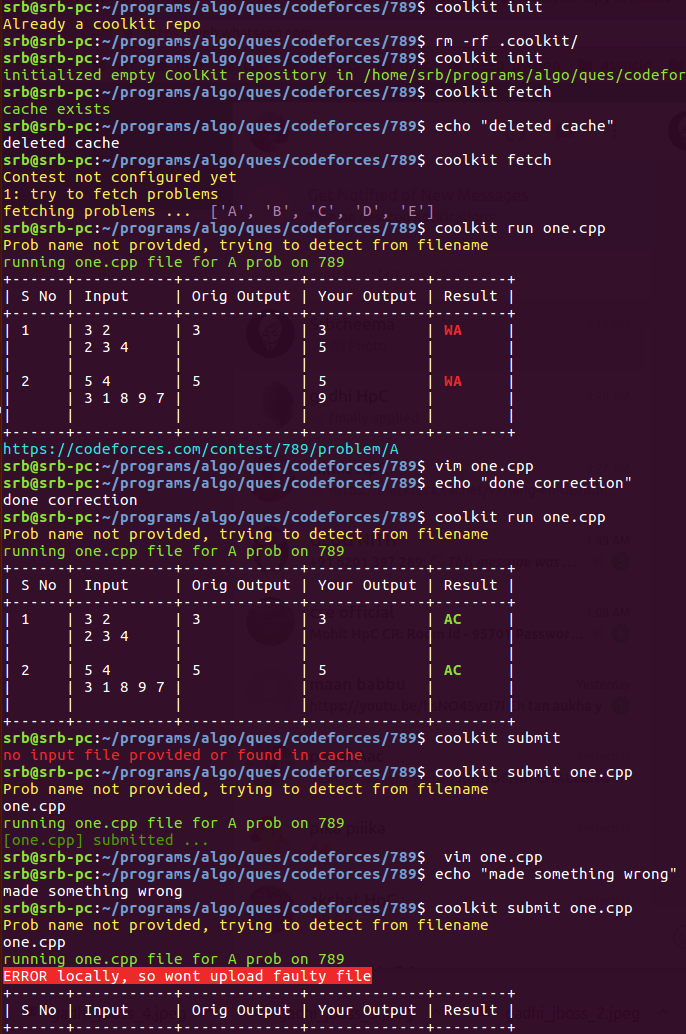 srb@srb-pc:~/programs/algo/ques/codeforces/789$ coolkit init
Already a coolkit repo
srb@srb-pc:~/programs/algo/ques/codeforces/789$ rm -rf .coolkit/
srb@srb-pc:~/programs/algo/ques/codeforces/789$ coolkit init
initialized empty CoolKit repository in /home/srb/programs/algo/ques/codefor
srb@srb-pc:~/programs/algo/ques/codeforces/789$ coolkit fetch
cache exists
srb@srb-pc:~/programs/algo/ques/codeforces/789$ echo "deleted cache"
deleted cache
srb@srb-pc:~/programs/algo/ques/codeforces/789$ coolkit fetch
Contest not configured yet
1: try to fetch problems
fetching problems ...  ['A', 'B', 'C', 'D', 'E']
srb@srb-pc:~/programs/algo/ques/codeforces/789$ coolkit run one.cpp
Prob name not provided, trying to detect from filename
running one.cpp file for A prob on 789
+------+-----------+-------------+-------------+--------+
| S No | Input     | Orig Output | Your Output | Result |
+------+-----------+-------------+-------------+--------+
| 1    | 3 2       | 3           | 3           | WA     |
|      | 2 3 4     |             | 5           |        |
|      |           |             |             |        |
| 2    | 5 4       | 5           | 5           | WA     |
|      | 3 1 8 9 7 |             | 9           |        |
|      |           |             |             |        |
+------+-----------+-------------+-------------+--------+
https://codeforces.com/contest/789/problem/A
srb@srb-pc:~/programs/algo/ques/codeforces/789$ vim one.cpp
srb@srb-pc:~/programs/algo/ques/codeforces/789$ echo "done correction"
done correction
srb@srb-pc:~/programs/algo/ques/codeforces/789$ coolkit run one.cpp
Prob name not provided, trying to detect from filename
running one.cpp file for A prob on 789
+------+-----------+-------------+-------------+--------+
| S No | Input     | Orig Output | Your Output | Result |
+------+-----------+-------------+-------------+--------+
| 1    | 3 2       | 3           | 3           | AC     |
|      | 2 3 4     |             |             |        |
|      |           |             |             |        |
| 2    | 5 4       | 5           | 5           | AC     |
|      | 3 1 8 9 7 |             |             |        |
|      |           |             |             |        |
+------+-----------+-------------+-------------+--------+
srb@srb-pc:~/programs/algo/ques/codeforces/789$ coolkit submit
no input file provided or found in cache
srb@srb-pc:~/programs/algo/ques/codeforces/789$ coolkit submit one.cpp
Prob name not provided, trying to detect from filename
one.cpp
running one.cpp file for A prob on 789
[one.cpp] submitted ...
srb@srb-pc:~/programs/algo/ques/codeforces/789$  vim one.cpp
srb@srb-pc:~/programs/algo/ques/codeforces/789$ echo "made something wrong"
made something wrong
srb@srb-pc:~/programs/algo/ques/codeforces/789$ coolkit submit one.cpp
Prob name not provided, trying to detect from filename
one.cpp
running one.cpp file for A prob on 789
ERROR locally, so wont upload faulty file
+------+-----------+-------------+-------------+--------+
| S No | Input     | Orig Output | Your Output | Result |
+------+-----------+-------------+-------------+--------+